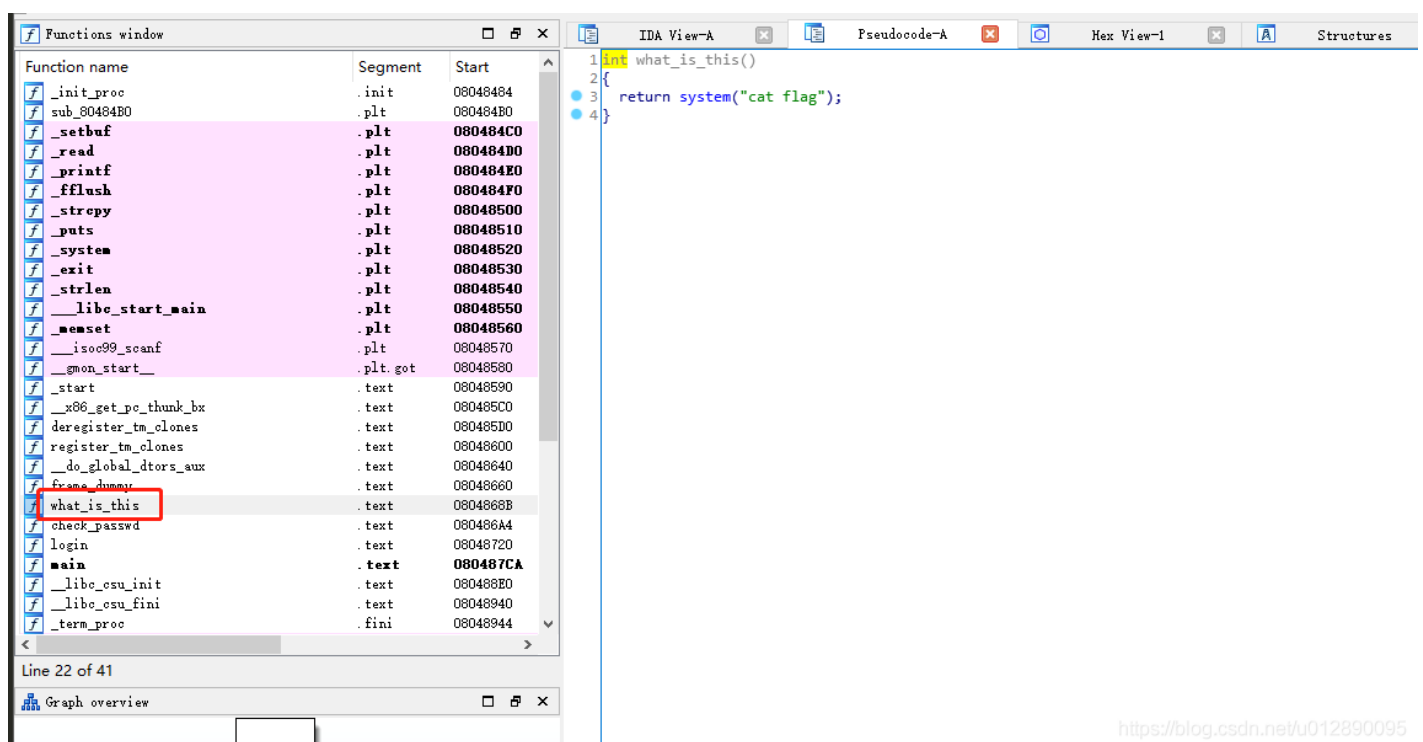 Functions window
Function name Segment Start
_init_proc .init 08048484
sub_80484B0 .plt 080484B0
_setbuf .plt 080484C0
_read .plt 080484D0
_printf .plt 080484E0
_fflush .plt 080484F0
_strcpy .plt 08048500
_puts .plt 08048510
_system .plt 08048520
_exit .plt 08048530
_strlen .plt 08048540
___libc_start_main .plt 08048550
_memset .plt 08048560
___isoc99_scanf .plt 08048570
__gmon_start__ .plt.got 08048580
_start .text 08048590
__x86_get_pc_thunk_bx .text 080485C0
deregister_tm_clones .text 080485D0
register_tm_clones .text 08048600
__do_global_dtors_aux .text 08048640
frame_dummy .text 08048660
what_is_this .text 0804868B
check_passwd .text 080486A4
login .text 08048720
main .text 080487CA
__libc_csu_init .text 080488E0
__libc_csu_fini .text 08048940
_term_proc .fini 08048944
Line 22 of 41
Graph overview
IDA View-A Pseudocode-A Hex View-1 Structures
1 int what_is_this()
2 {
3 return system("cat flag");
4 }
https://blog.csdn.net/u012890095